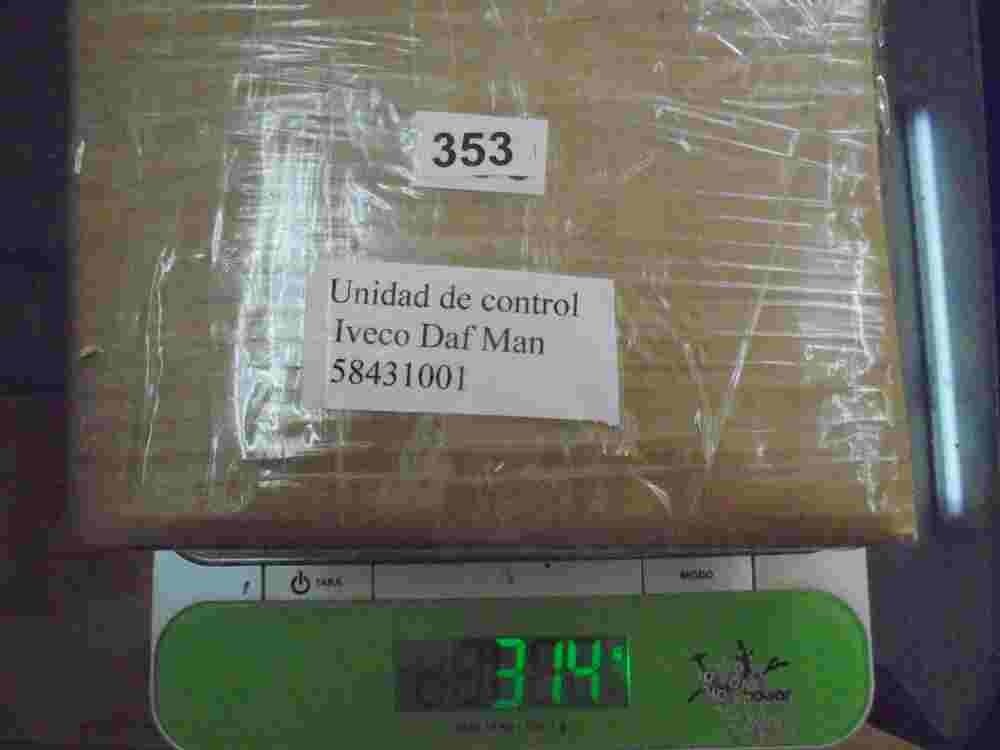 353
Unidad de control
Iveco Daf Man
58431001
TARA
MODO
314